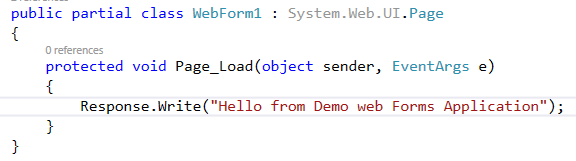 public partial class WebForm1 : System.Web.UI.Page
{
0 references
protected void Page_Load(object sender, EventArgs e)
{
Response.Write("Hello from Demo web Forms Application");
}
}